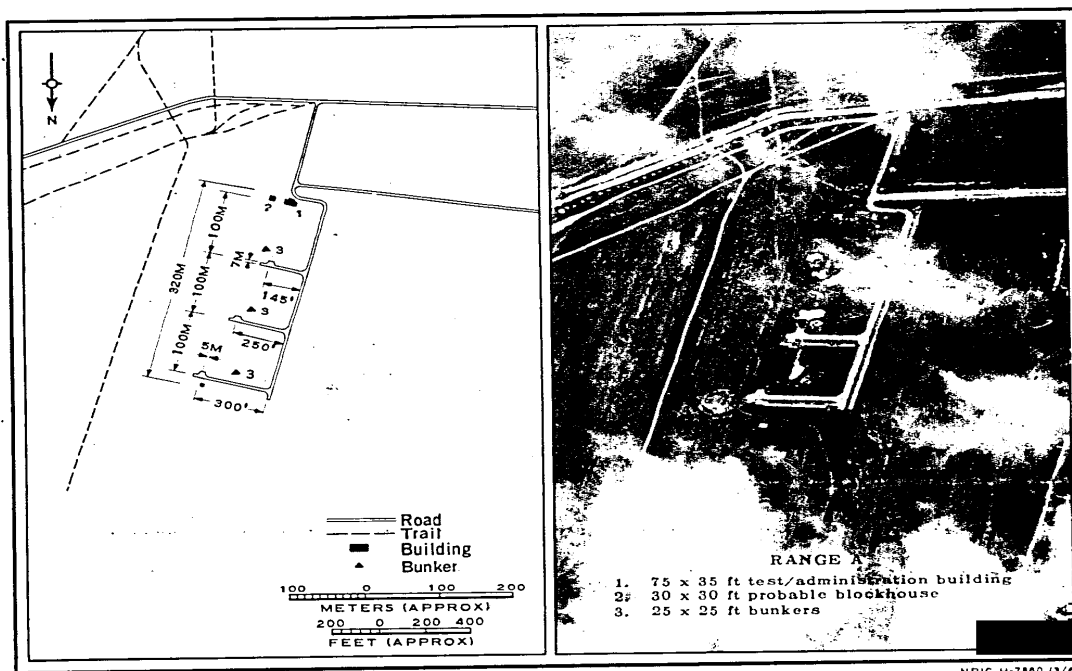 N
2
1
100M
3
7M
320M
100M
145'
3
250'
100M
5M
3
300'
Road
Trail
Building
Bunker
100 0 100 200
METERS (APPROX)
200 0 200 400
FEET (APPROX)
RANGE A
1. 75 x 35 ft test/administration building
2. 30 x 30 ft probable blockhouse
3. 25 x 25 ft bunkers